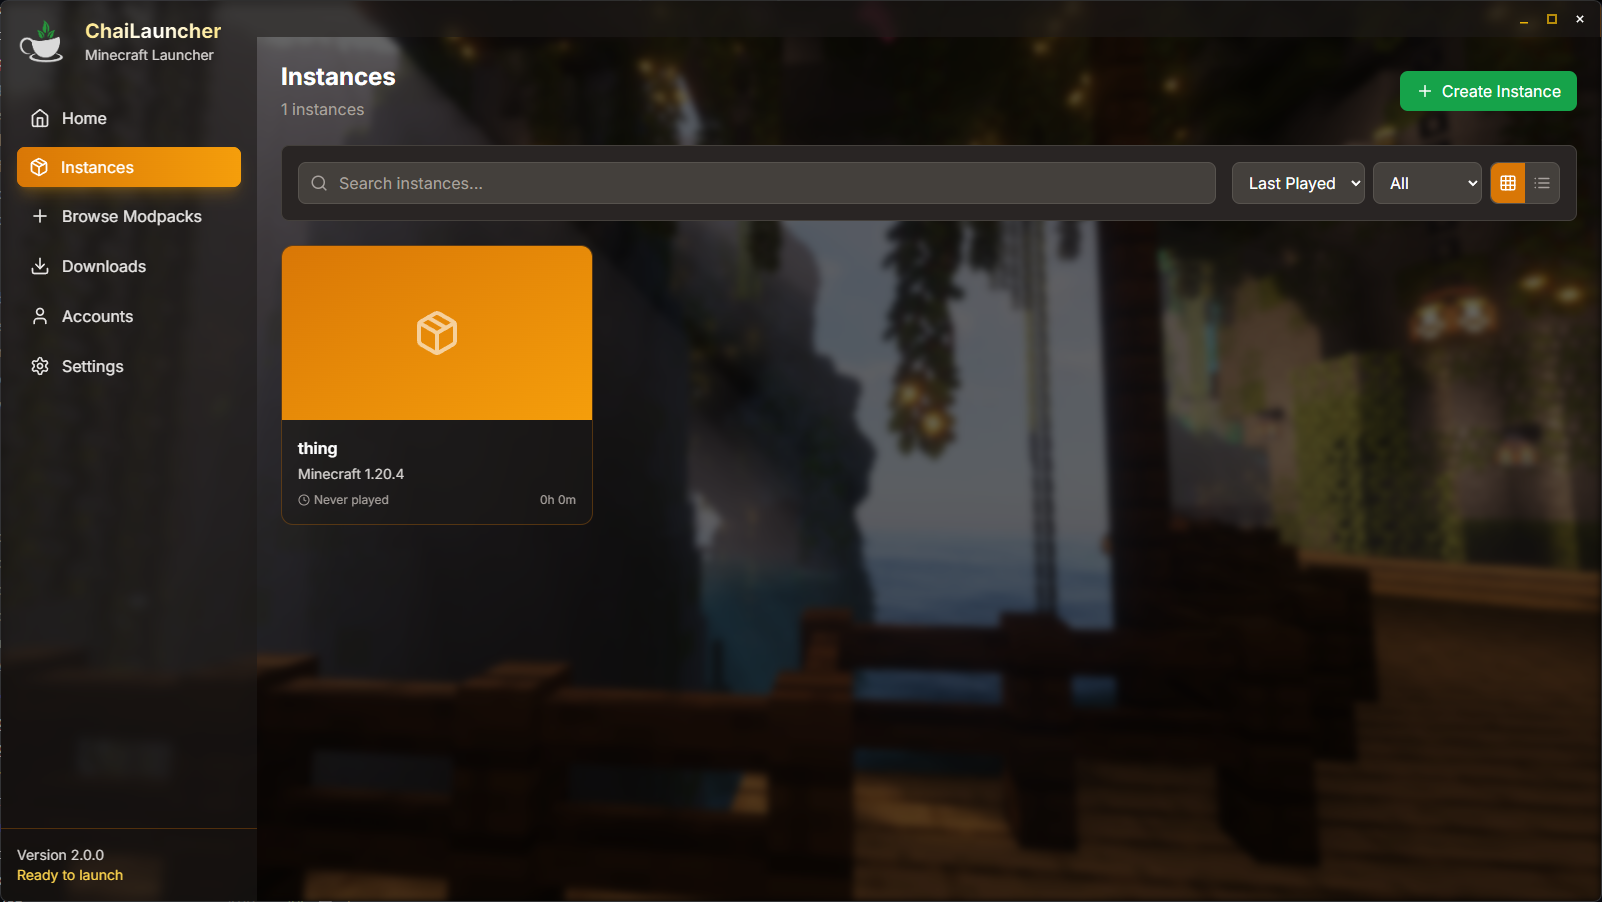 ChaiLauncher
Minecraft Launcher
Home
Instances
Browse Modpacks
Downloads
Accounts
Settings
Version 2.0.0
Ready to launch
Instances
1 instances
Create Instance
Search instances...
Last Played
All
thing
Minecraft 1.20.4
Never played
0h 0m